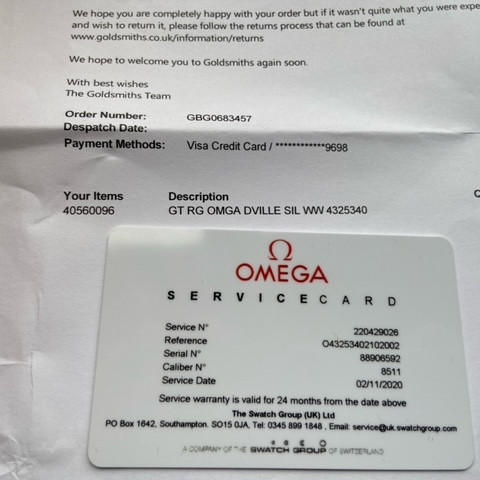 We hope you are completely happy with your order but if it wasn't quite what you were expe
and wish to return it, please follow the returns process that can be found at
www.goldsmiths.co.uk/information/returns
We hope to welcome you to Goldsmiths again soon.
With best wishes
The Goldsmiths Team
Order Number: GBG0683457
Despatch Date:
Payment Methods: Visa Credit Card / ************9698
Your Items Description
40560096 GT RG OMGA DVILLE SIL WW 4325340
Ω
OMEGA
SERVICECARD
Service N° 220429026
Reference O43253402102002
Serial N° 88906592
Caliber N° 8511
Service Date 02/11/2020
Service warranty is valid for 24 months from the date above
The Swatch Group (UK) Ltd
PO Box 1642, Southampton. SO15 0JA, Tel: 0345 899 1848 , Email: service@uk.swatchgroup.com
A COMPANY OF THE SWATCH GROUP OF SWITZERLAND